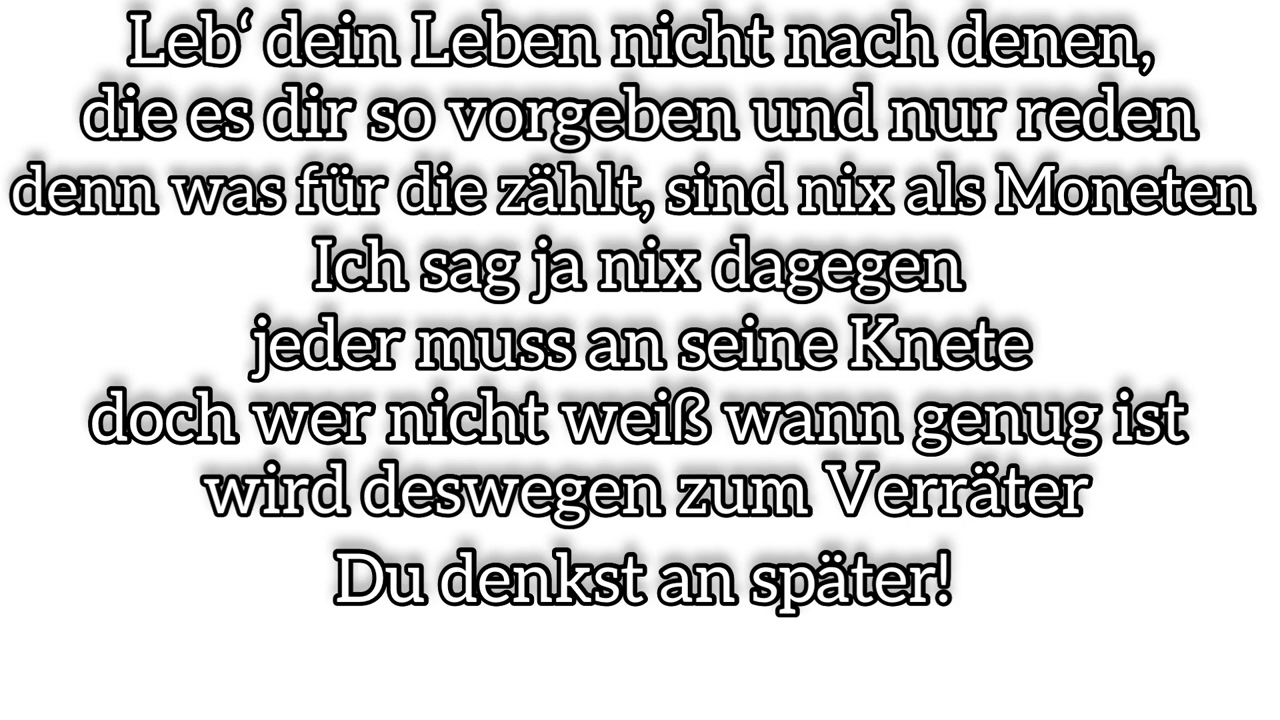 Leb‘ dein Leben nicht nach denen,
die es dir so vorgeben und nur reden
denn was für die zählt, sind nix als Moneten
Ich sag ja nix dagegen
jeder muss an seine Knete
doch wer nicht weiß wann genug ist
wird deswegen zum Verräter
Du denkst an später!